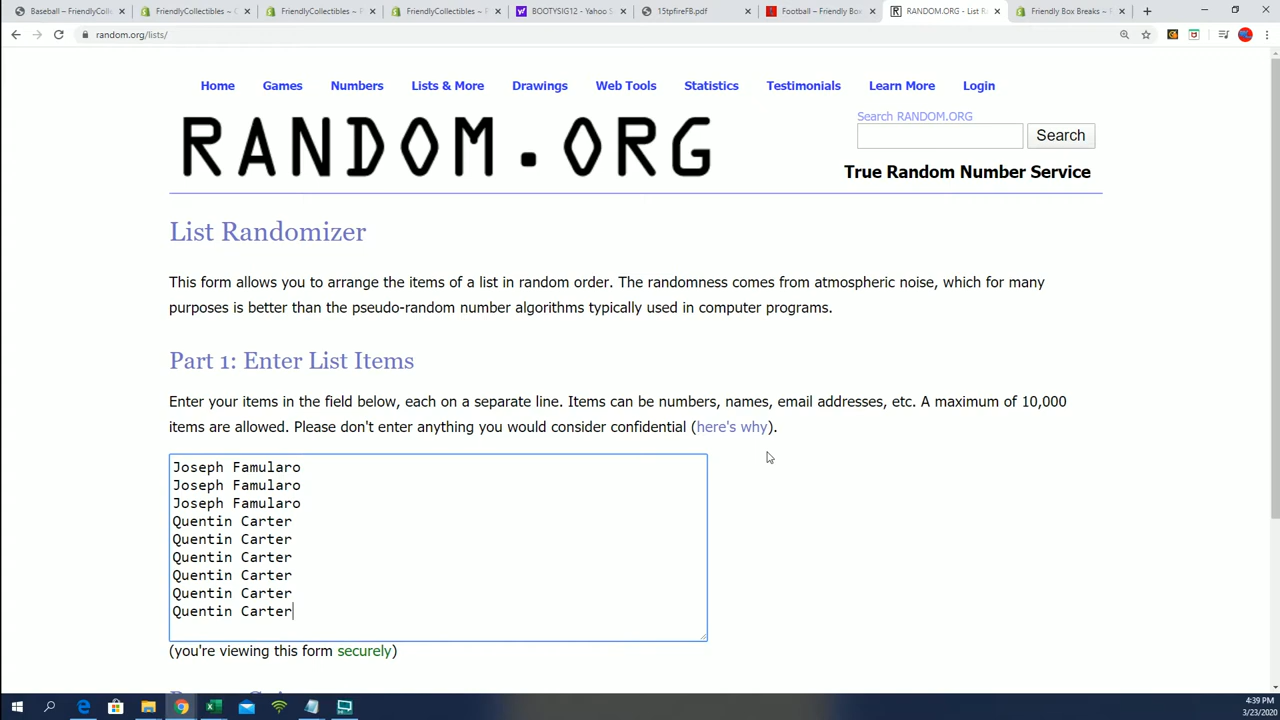 Baseball – FriendlyColle
FriendlyCollectibles – C
FriendlyCollectibles – F
FriendlyCollectibles – F
BOOTYSIG12 - Yahoo S
15tpfireFB.pdf
Football – Friendly Box
RANDOM.ORG - List R
Friendly Box Breaks ~ F
random.org/lists/
Home Games Numbers Lists & More Drawings Web Tools Statistics Testimonials Learn More Login
Search RANDOM.ORG
RANDOM.ORG
Search
True Random Number Service
List Randomizer
This form allows you to arrange the items of a list in random order. The randomness comes from atmospheric noise, which for many
purposes is better than the pseudo-random number algorithms typically used in computer programs.
Part 1: Enter List Items
Enter your items in the field below, each on a separate line. Items can be numbers, names, email addresses, etc. A maximum of 10,000
items are allowed. Please don't enter anything you would consider confidential (here's why).
Joseph Famularo
Joseph Famularo
Joseph Famularo
Quentin Carter
Quentin Carter
Quentin Carter
Quentin Carter
Quentin Carter
Quentin Carter
(you're viewing this form securely)
4:39 PM
3/23/2020